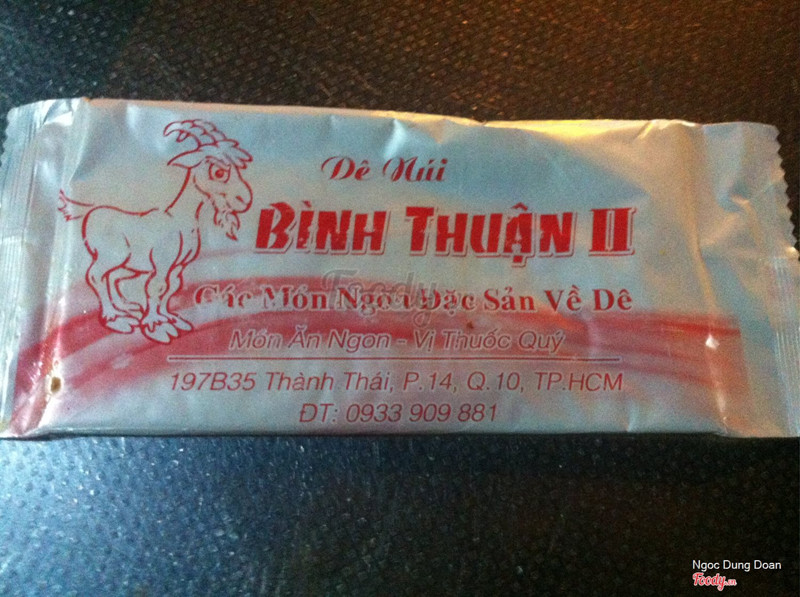 Dê Núi
BÌNH THUẬN II
Các Món Ngon Đặc Sản Về Dê
Món Ăn Ngon - Vị Thuốc Quý
197B35 Thành Thái, P.14, Q.10, TP.HCM
ĐT: 0933 909 881
Foody
Ngoc Dung Doan
Foody.vn